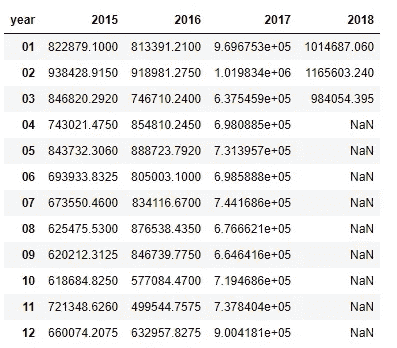 year 2015 2016 2017 2018
01 822879.1000 813391.2100 9.696753e+05 1014687.060
02 938428.9150 918981.2750 1.019834e+06 1165603.240
03 846820.2920 746710.2400 6.375459e+05 984054.395
04 743021.4750 854810.2450 6.980885e+05 NaN
05 843732.3060 888723.7920 7.313957e+05 NaN
06 693933.8325 805003.1000 6.985888e+05 NaN
07 673550.4600 834116.6700 7.441686e+05 NaN
08 625475.5300 876538.4350 6.766621e+05 NaN
09 620212.3125 846739.7750 6.646416e+05 NaN
10 618684.8250 577084.4700 7.194686e+05 NaN
11 721348.6260 499544.7575 7.378404e+05 NaN
12 660074.2075 632957.8275 9.004181e+05 NaN